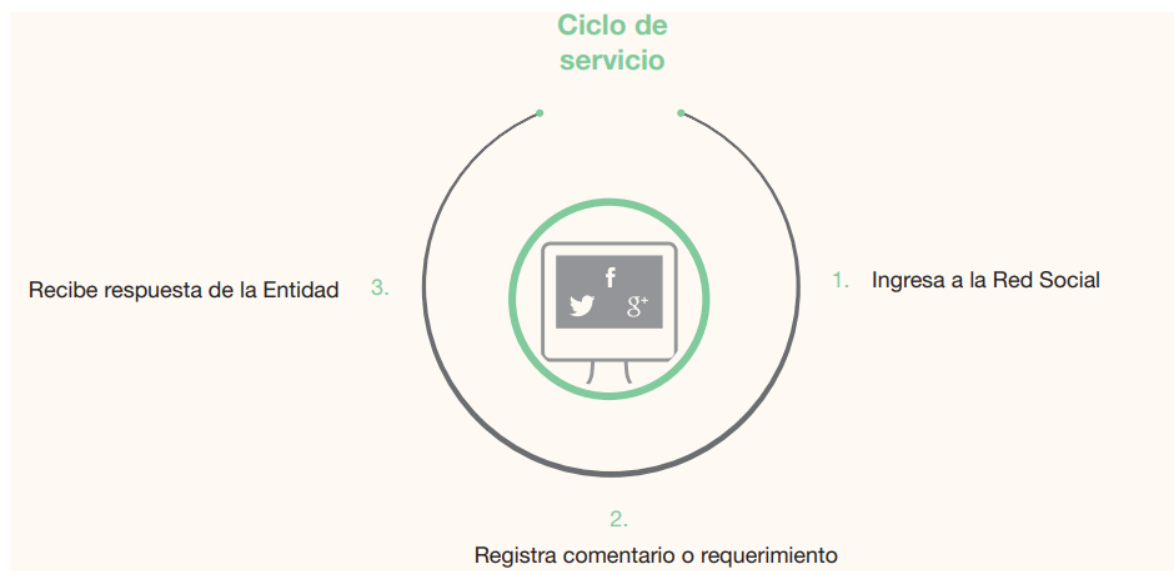 Ciclo de
servicio
1. Ingresa a la Red Social
2.
Registra comentario o requerimiento
Recibe respuesta de la Entidad 3.
f
g+